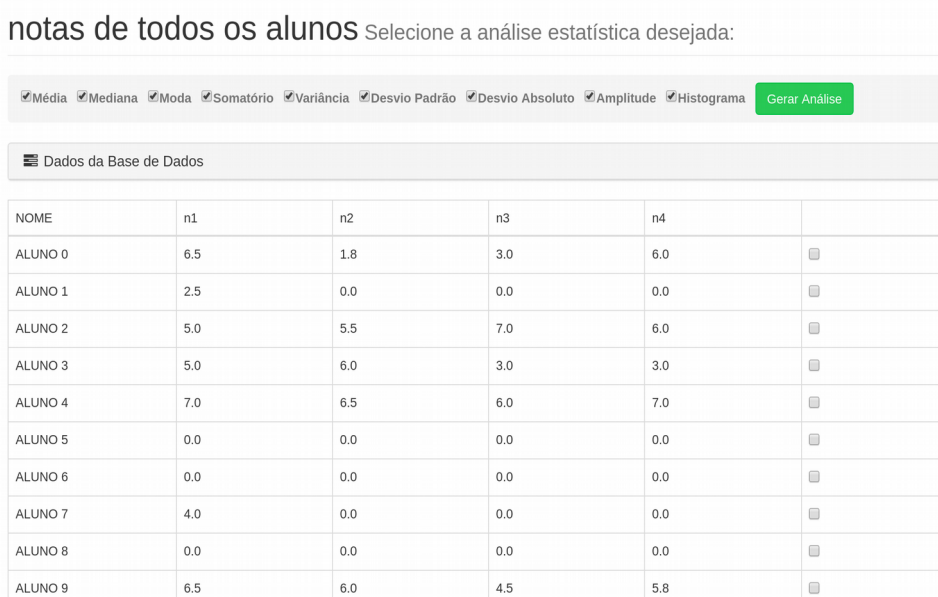 notas de todos os alunos Selecione a análise estatística desejada:
Média Mediana Moda Somatório Variância Desvio Padrão Desvio Absoluto Amplitude Histograma Gerar Análise
Dados da Base de Dados
NOME n1 n2 n3 n4
ALUNO 0 6.5 1.8 3.0 6.0
ALUNO 1 2.5 0.0 0.0 0.0
ALUNO 2 5.0 5.5 7.0 6.0
ALUNO 3 5.0 6.0 3.0 3.0
ALUNO 4 7.0 6.5 6.0 7.0
ALUNO 5 0.0 0.0 0.0 0.0
ALUNO 6 0.0 0.0 0.0 0.0
ALUNO 7 4.0 0.0 0.0 0.0
ALUNO 8 0.0 0.0 0.0 0.0
ALUNO 9 6.5 6.0 4.5 5.8